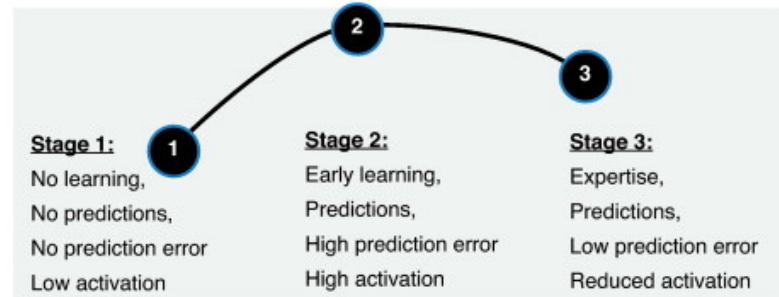 2
3
1
Stage 1:
No learning,
No predictions,
No prediction error
Low activation
Stage 2:
Early learning,
Predictions,
High prediction error
High activation
Stage 3:
Expertise,
Predictions,
Low prediction error
Reduced activation